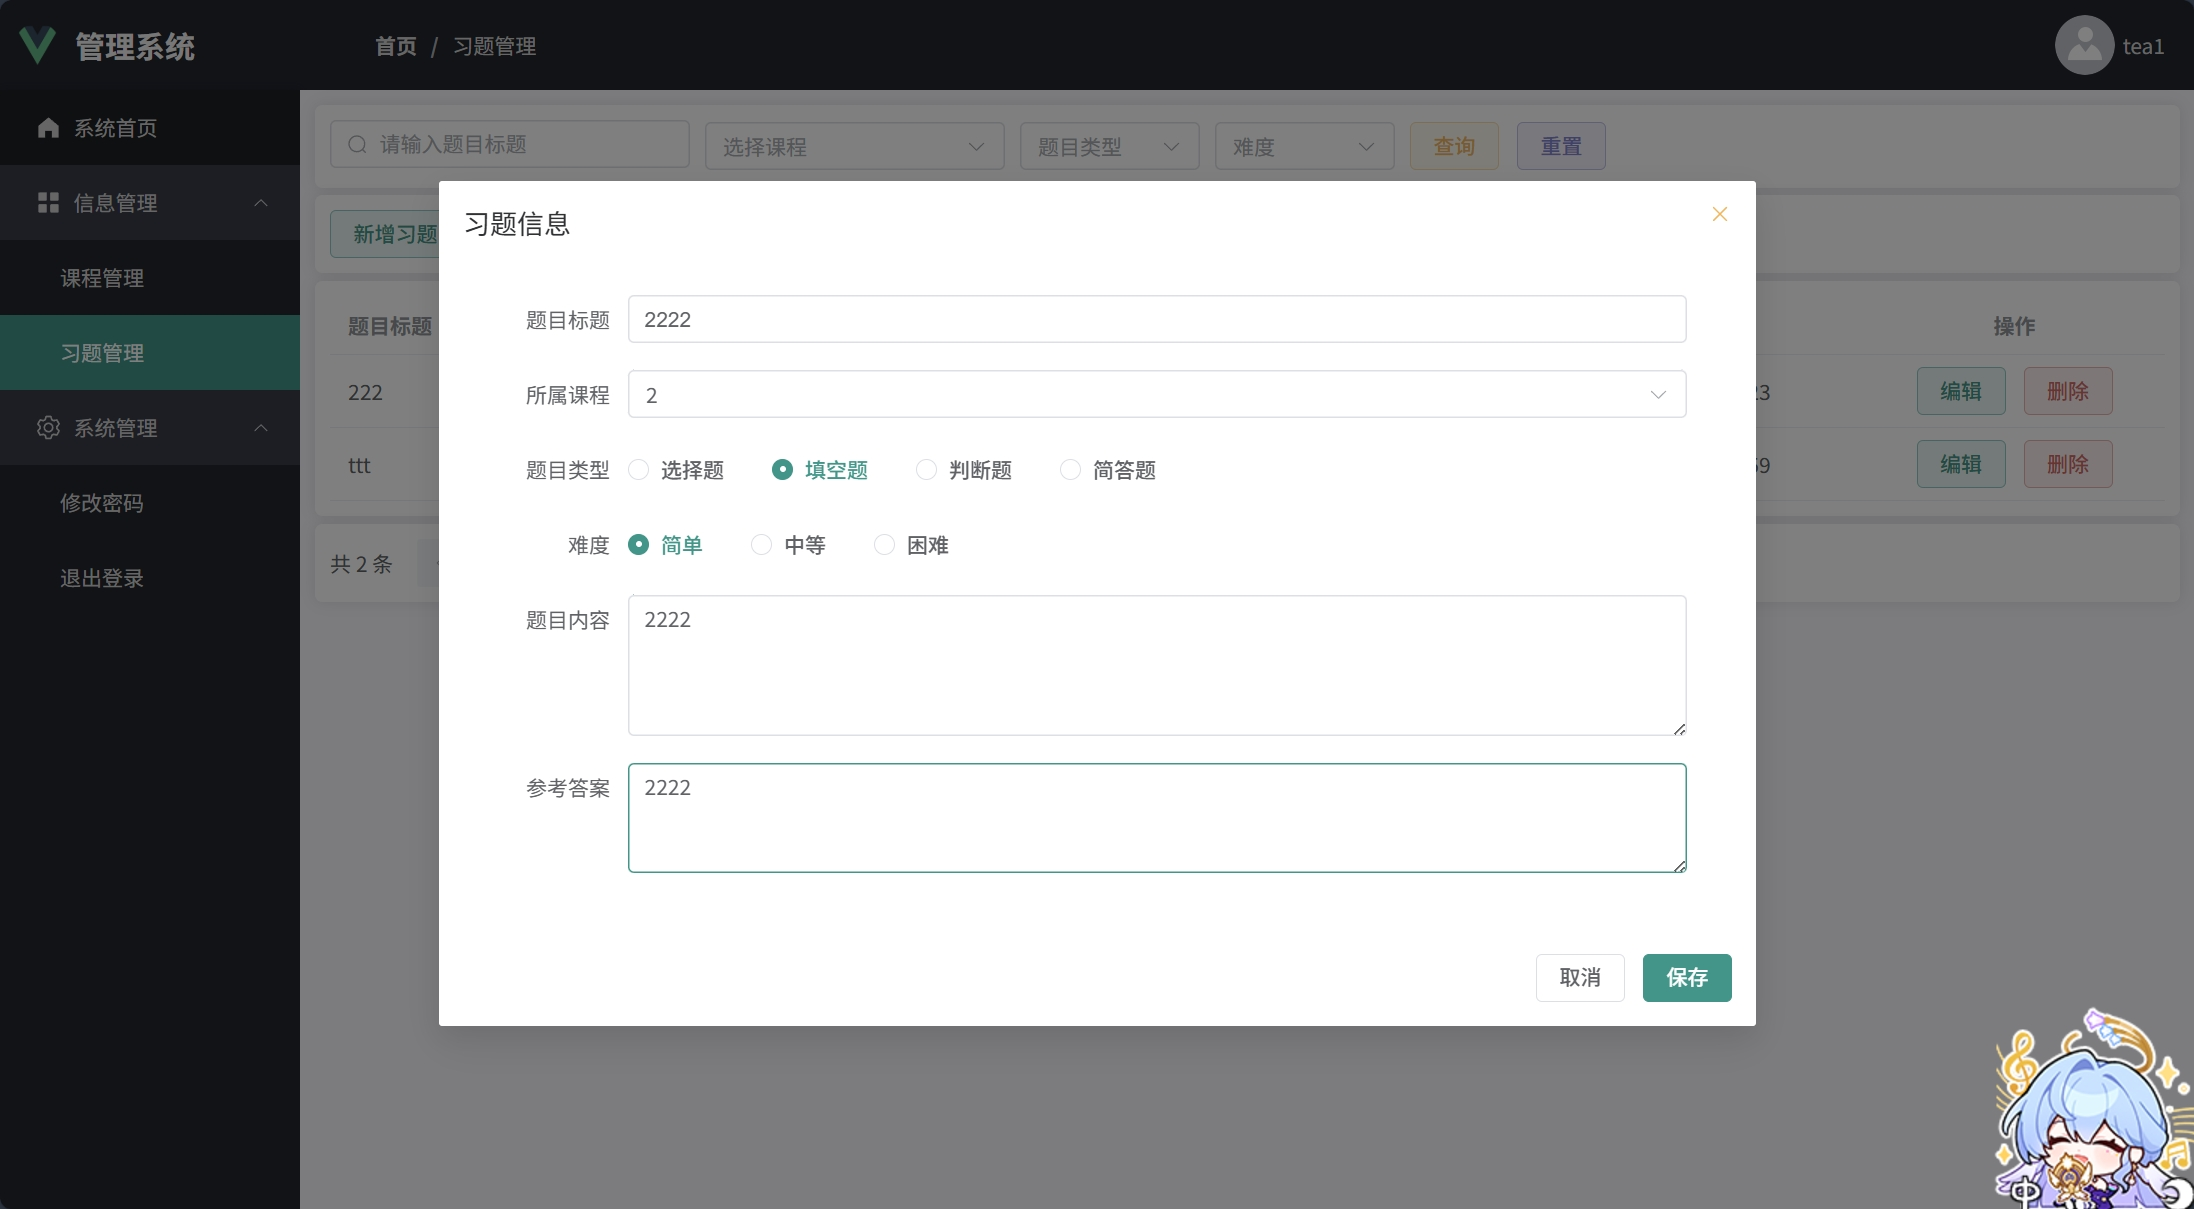 管理系统
首页 / 习题管理
tea1
系统首页
信息管理
课程管理
习题管理
系统管理
修改密码
退出登录
请输入题目标题
选择课程
题目类型
难度
查询
重置
新增习题
题目标题
操作
222
23
编辑
删除
ttt
69
编辑
删除
共 2 条
习题信息
题目标题
2222
所属课程
2
题目类型
选择题
填空题
判断题
简答题
难度
简单
中等
困难
题目内容
2222
参考答案
2222
取消
保存
中